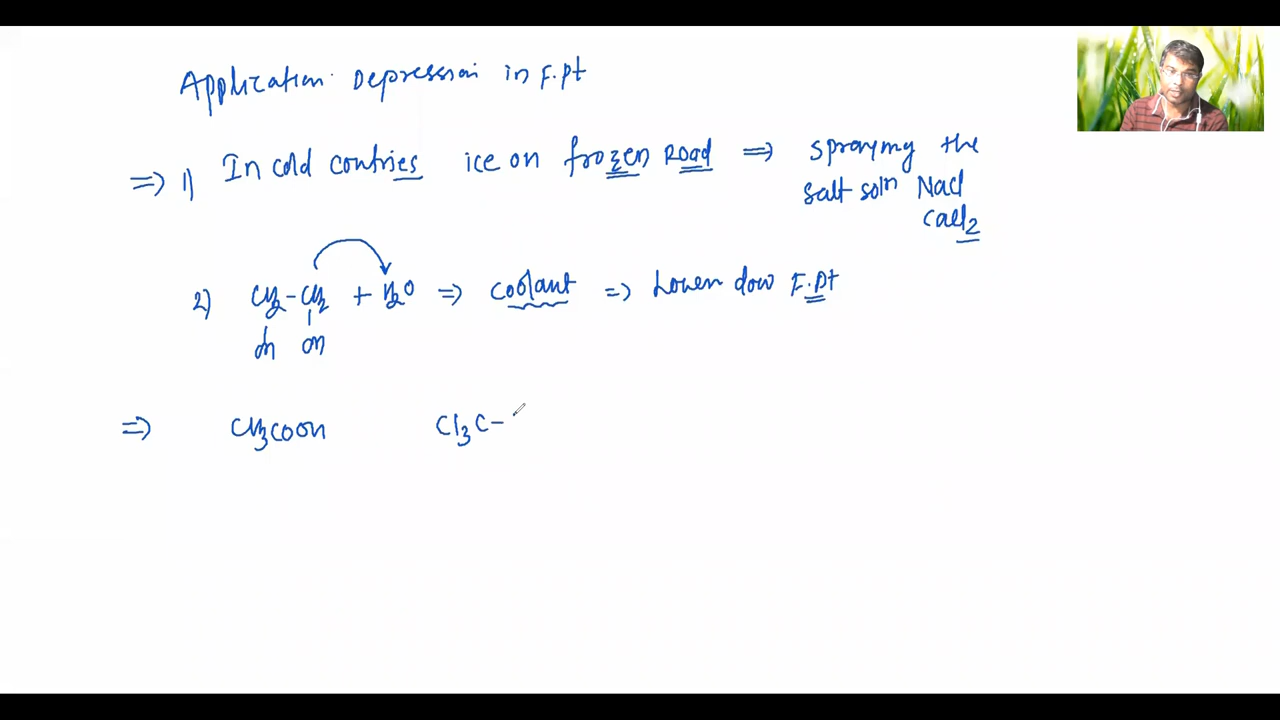 Application. Depression in F.pt
⇒ 1) In cold contries ice on frozen Road ⇒ spraying the
salt soln Nacl
cacl2
2) CH2-CH2 + H2O ⇒ coolant ⇒ Lower dow F.pt
OH OH
⇒ CH3COOH Cl3C-